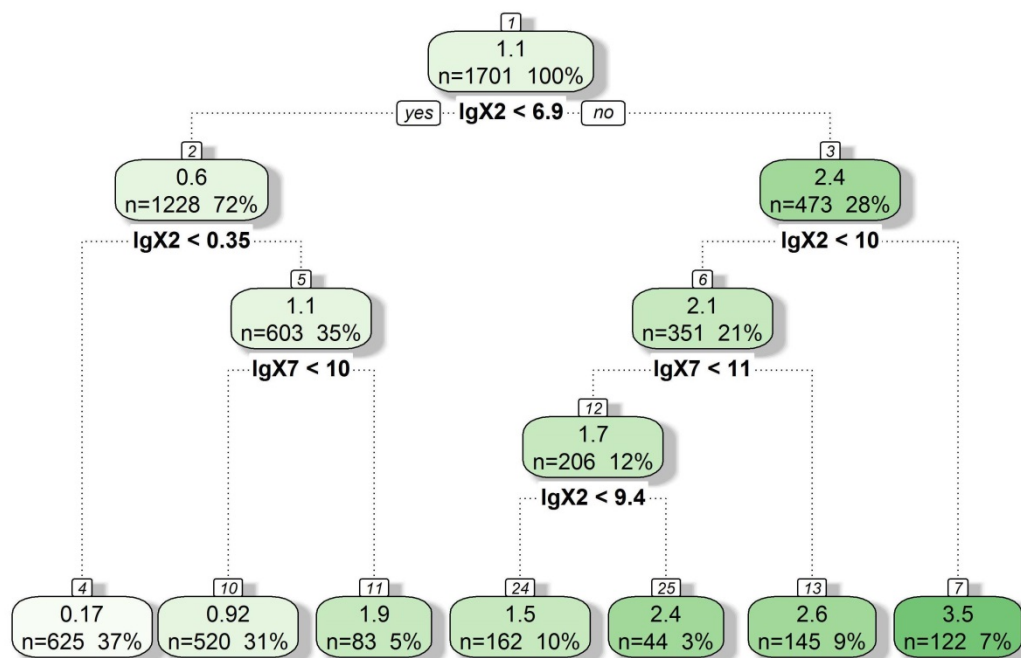 1
1.1
n=1701 100%
yes lgX2 < 6.9 no
2
0.6
n=1228 72%
lgX2 < 0.35
3
2.4
n=473 28%
lgX2 < 10
5
1.1
n=603 35%
lgX7 < 10
6
2.1
n=351 21%
lgX7 < 11
12
1.7
n=206 12%
lgX2 < 9.4
4
0.17
n=625 37%
10
0.92
n=520 31%
11
1.9
n=83 5%
24
1.5
n=162 10%
25
2.4
n=44 3%
13
2.6
n=145 9%
7
3.5
n=122 7%